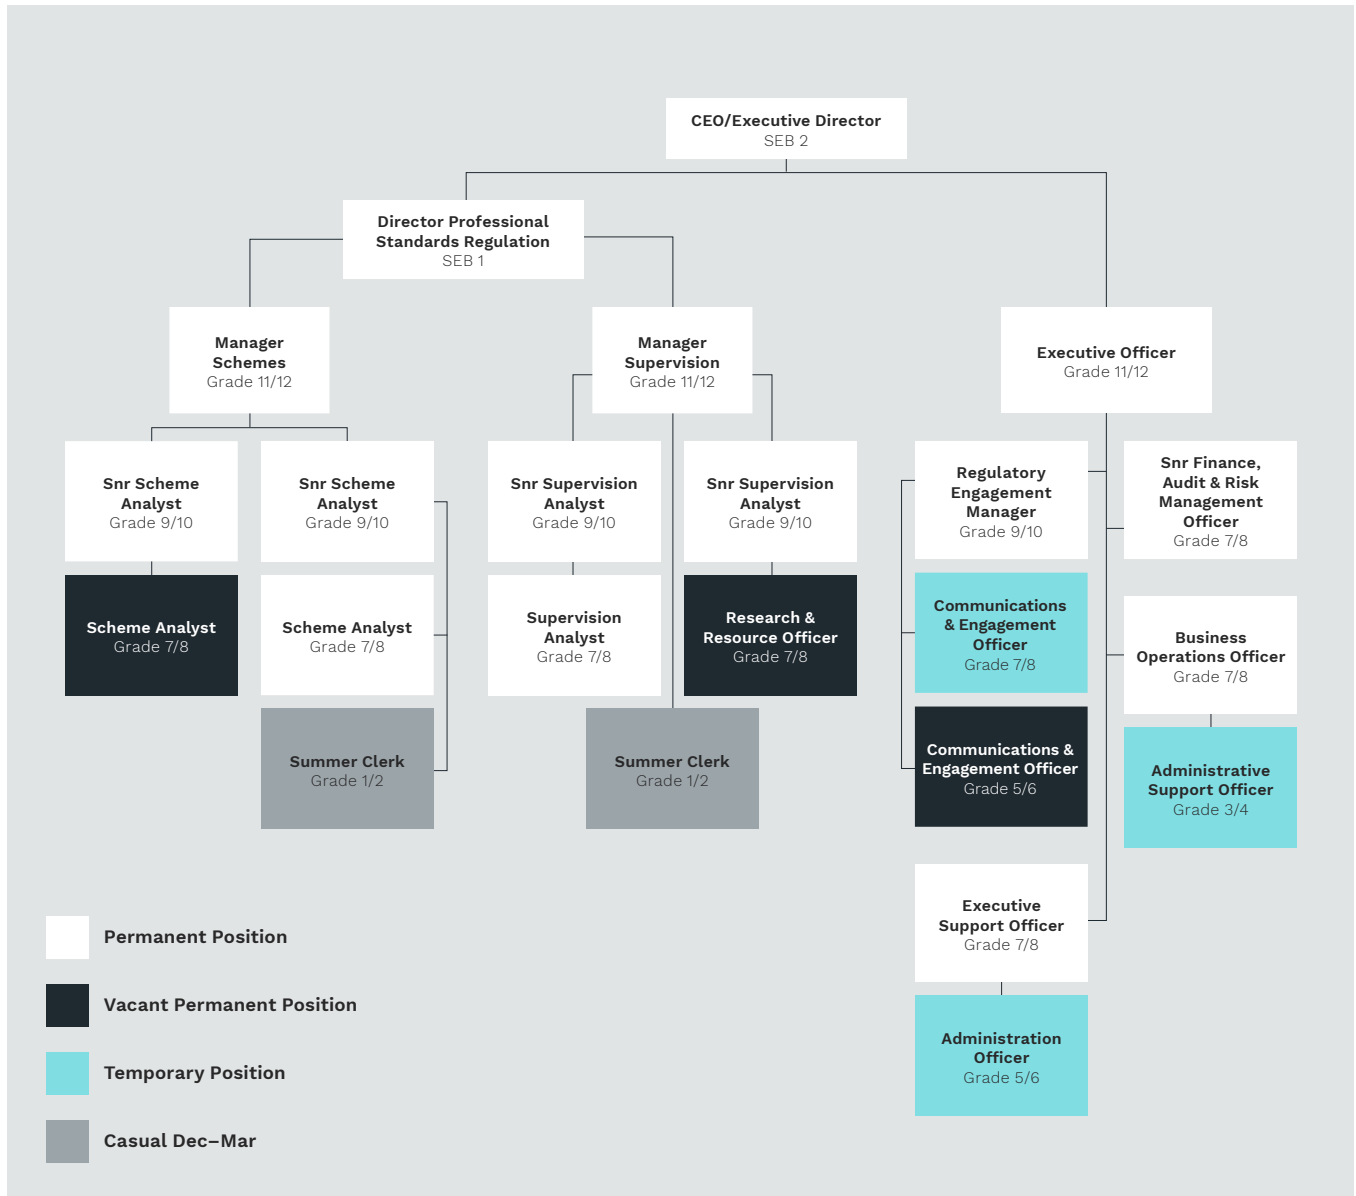 CEO/Executive Director
SEB 2
Director Professional
Standards Regulation
SEB 1
Manager
Schemes
Grade 11/12
Manager
Supervision
Grade 11/12
Executive Officer
Grade 11/12
Snr Scheme
Analyst
Grade 9/10
Snr Scheme
Analyst
Grade 9/10
Snr Supervision
Analyst
Grade 9/10
Snr Supervision
Analyst
Grade 9/10
Regulatory
Engagement
Manager
Grade 9/10
Snr Finance,
Audit & Risk
Management
Officer
Grade 7/8
Scheme Analyst
Grade 7/8
Scheme Analyst
Grade 7/8
Supervision
Analyst
Grade 7/8
Research &
Resource Officer
Grade 7/8
Communications
& Engagement
Officer
Grade 7/8
Business
Operations Officer
Grade 7/8
Summer Clerk
Grade 1/2
Summer Clerk
Grade 1/2
Communications &
Engagement Officer
Grade 5/6
Administrative
Support Officer
Grade 3/4
Executive
Support Officer
Grade 7/8
Administration
Officer
Grade 5/6
Permanent Position
Vacant Permanent Position
Temporary Position
Casual Dec–Mar